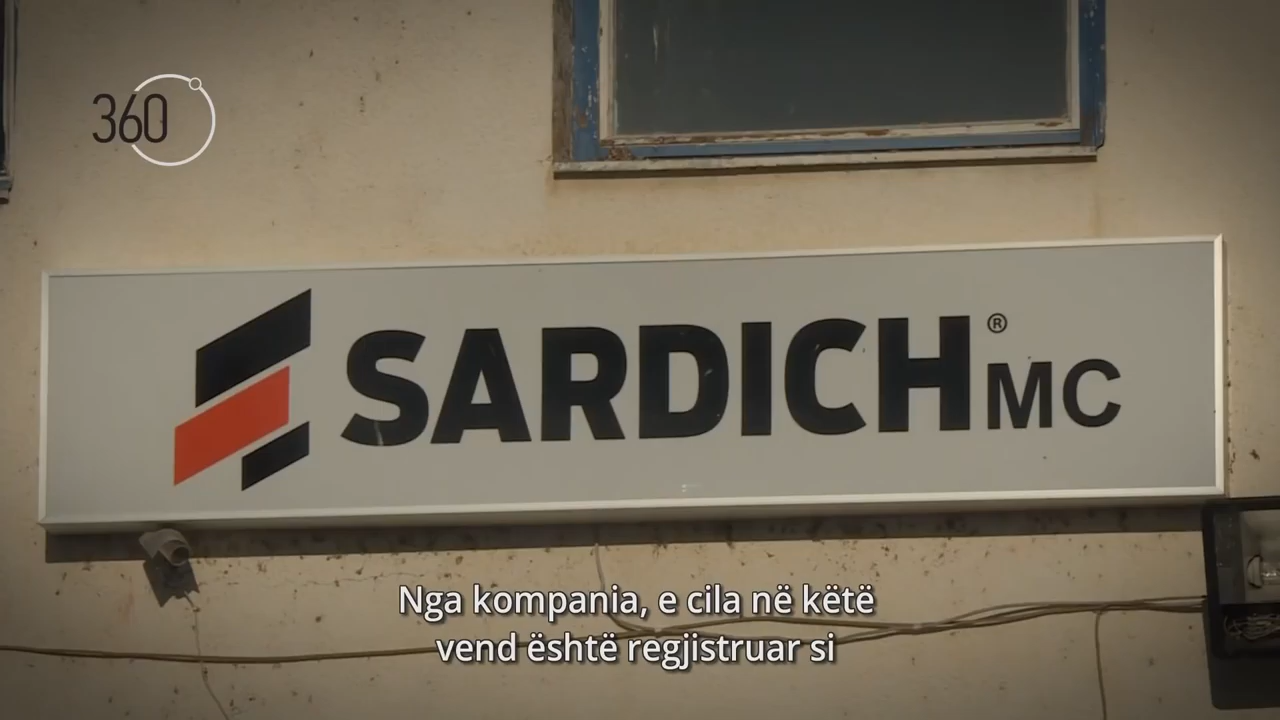 360
SARDICH® MC
Nga kompania, e cila në këtë
vend është regjistruar si